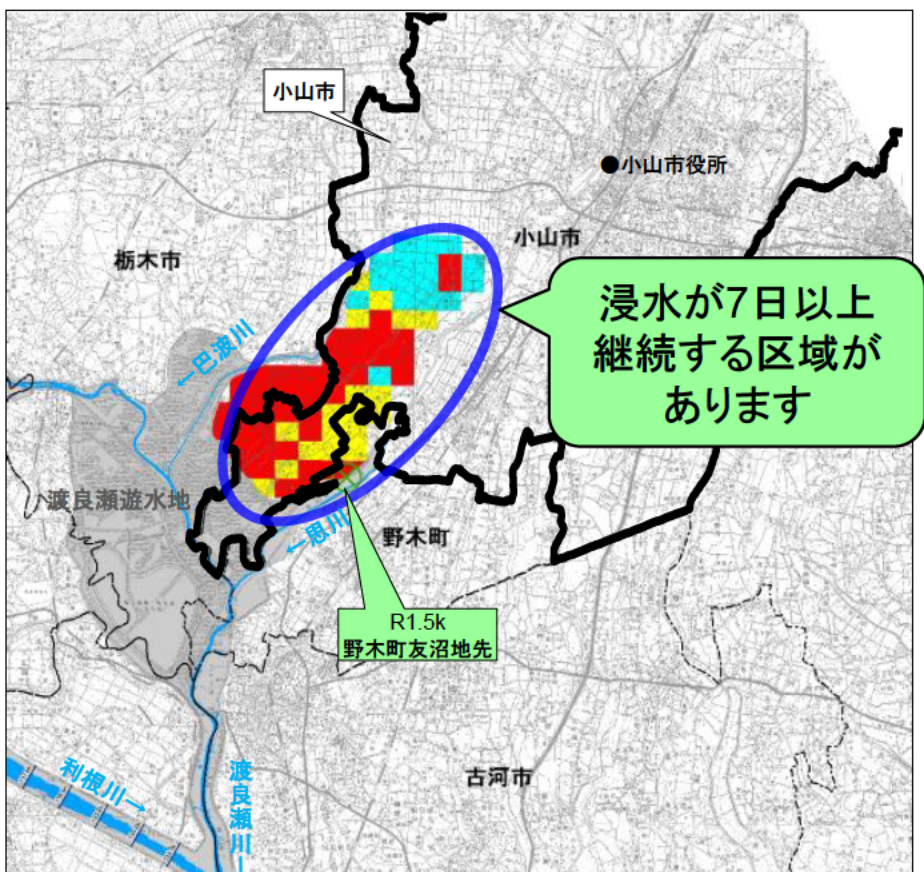 小山市
●小山市役所
小山市
栃木市
浸水が7日以上
継続する区域が
あります
←巴波川
渡良瀬遊水地
←思川
野木町
R1.5k
野木町友沼地先
利根川→
渡良瀬川→
古河市